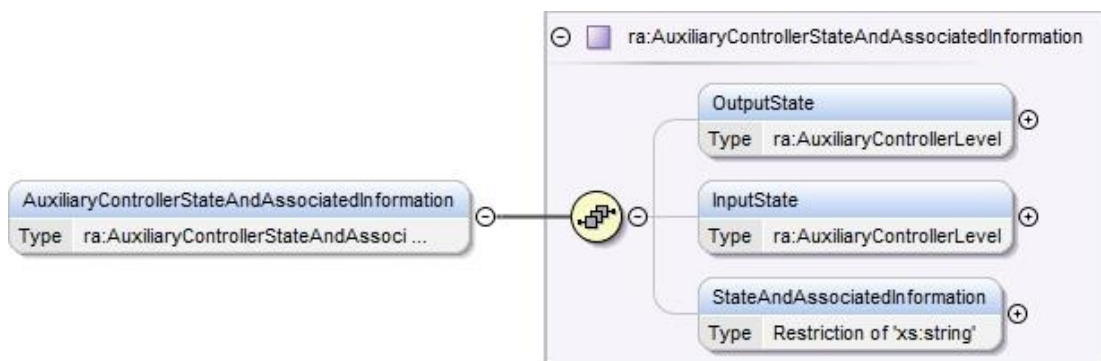 ra:AuxiliaryControllerStateAndAssociatedInformation
OutputState
Type ra:AuxiliaryControllerLevel
AuxiliaryControllerStateAndAssociatedInformation
Type ra:AuxiliaryControllerStateAndAssoci ...
InputState
Type ra:AuxiliaryControllerLevel
StateAndAssociatedInformation
Type Restriction of 'xs:string'